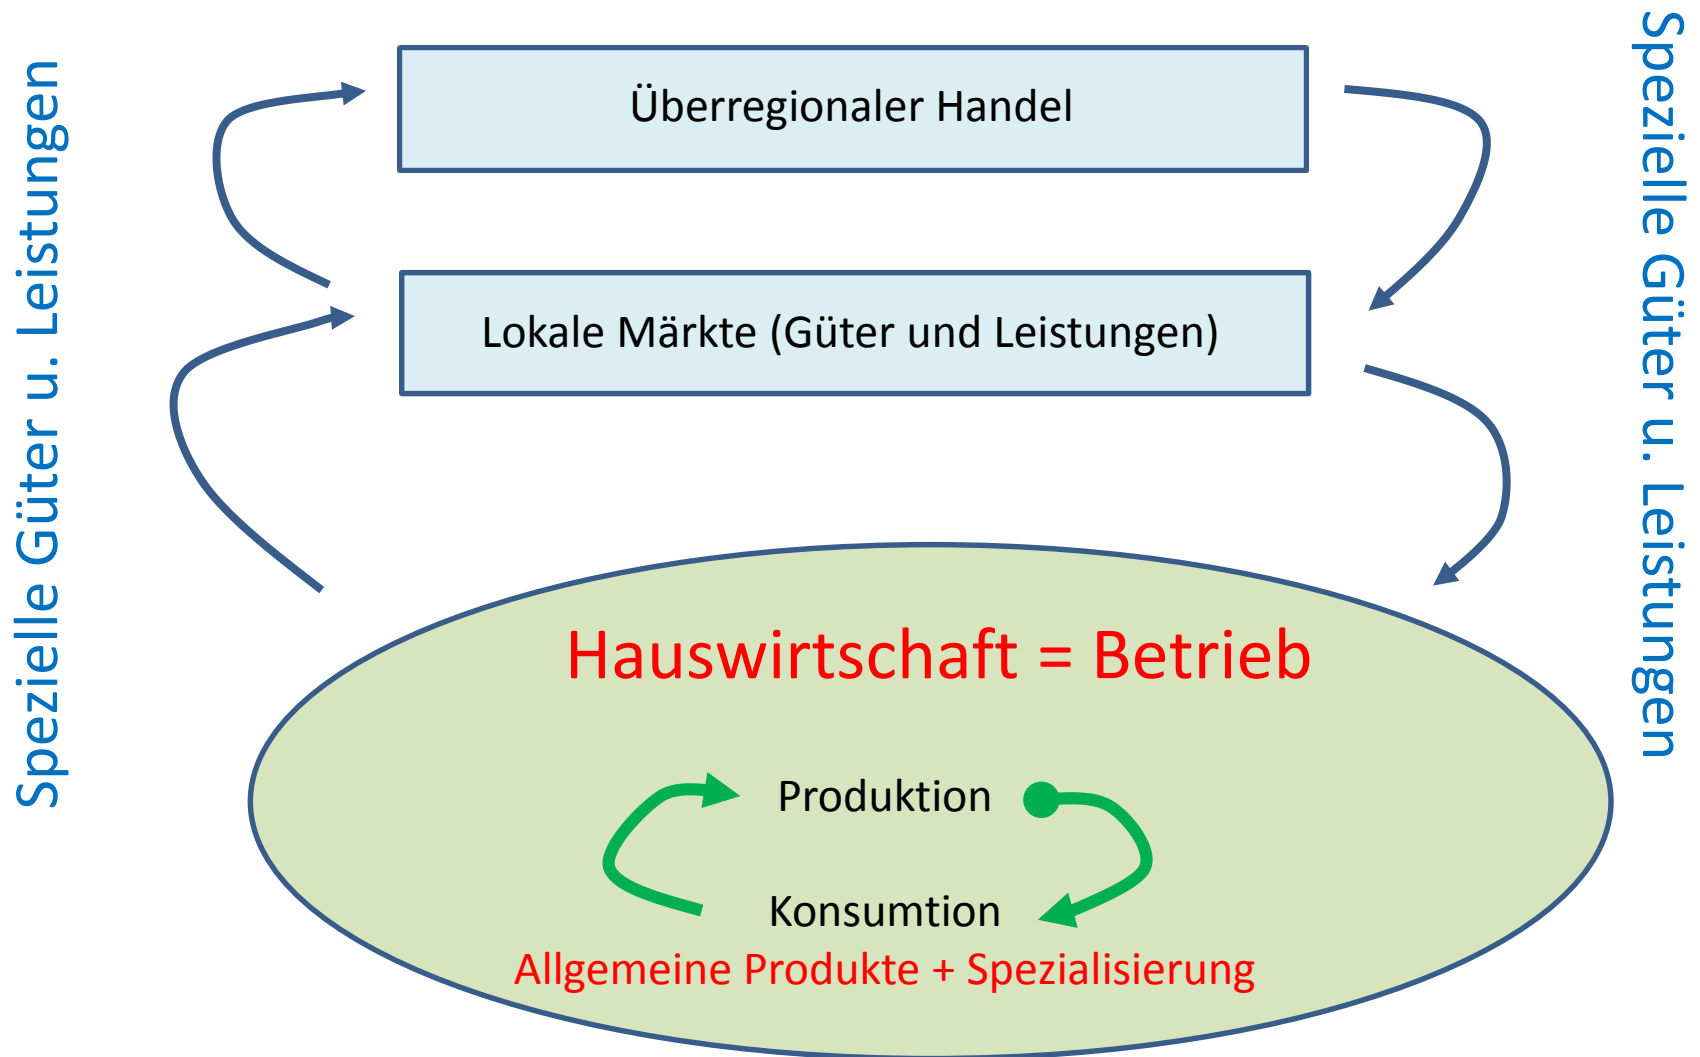 Spezielle Güter u. Leistungen
Überregionaler Handel
Lokale Märkte (Güter und Leistungen)
Spezielle Güter u. Leistungen
Hauswirtschaft = Betrieb
Produktion
Konsumtion
Allgemeine Produkte + Spezialisierung